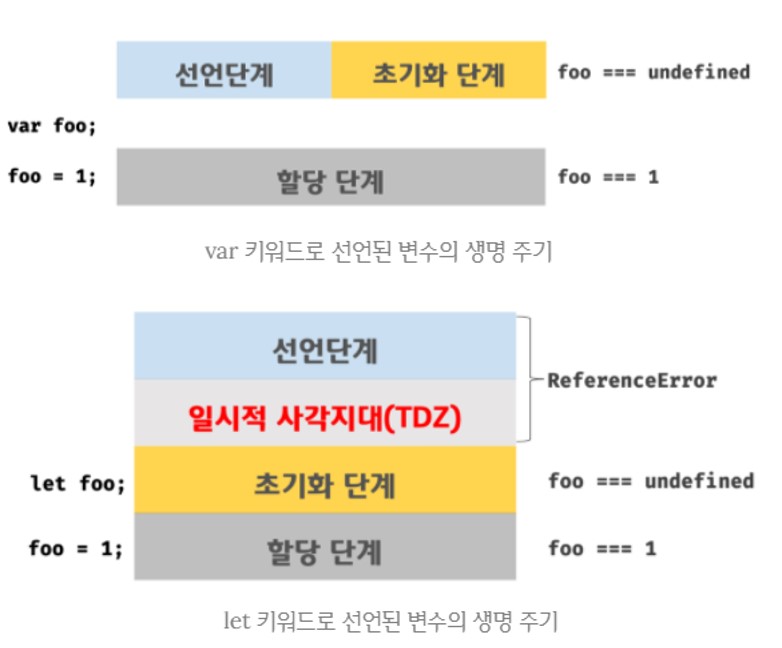 선언단계 초기화 단계 foo === undefined
var foo;
foo = 1; 할당 단계 foo === 1
var 키워드로 선언된 변수의 생명 주기
선언단계
ReferenceError
일시적 사각지대(TDZ)
let foo; 초기화 단계 foo === undefined
foo = 1; 할당 단계 foo === 1
let 키워드로 선언된 변수의 생명 주기